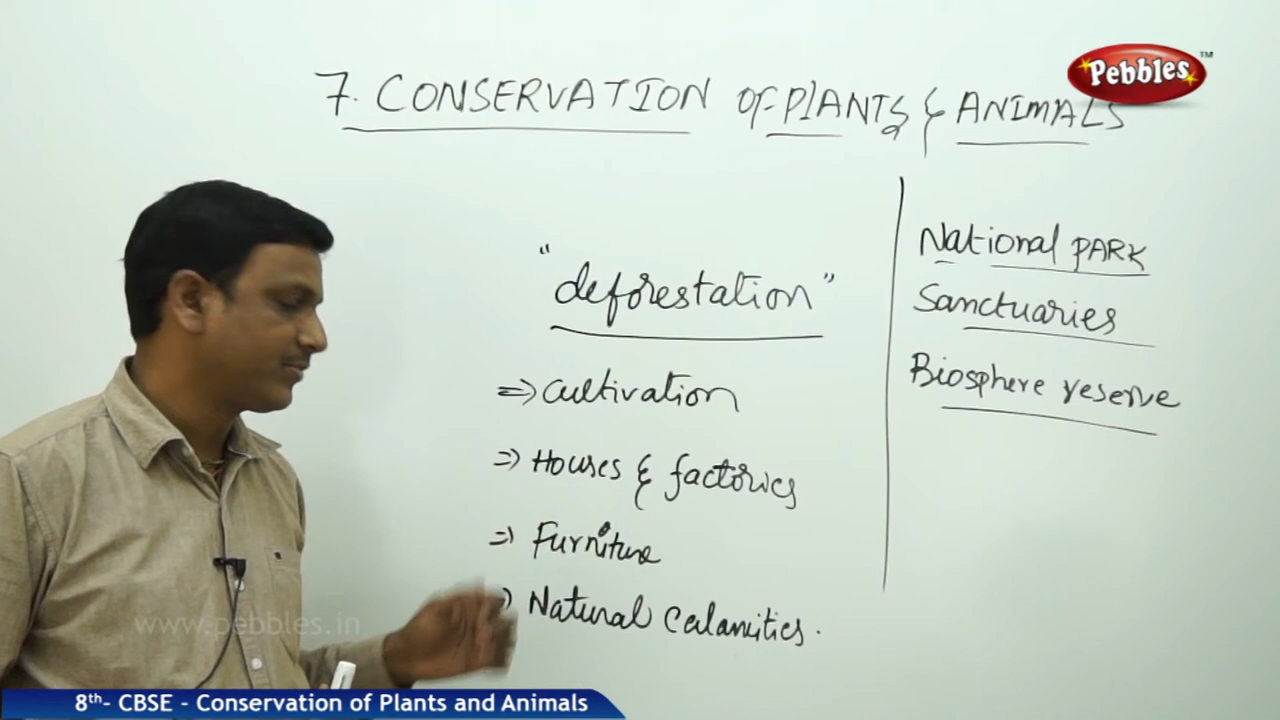 7. CONSERVATION OF PLANTS & ANIMALS
Pebbles™
"deforestation"
⇒ Cultivation
⇒ Houses & factories
⇒ Furniture
⇒ Natural Calamities.
National PARK
Sanctuaries
Biosphere reserve
www.pebbles.in
8th- CBSE - Conservation of Plants and Animals